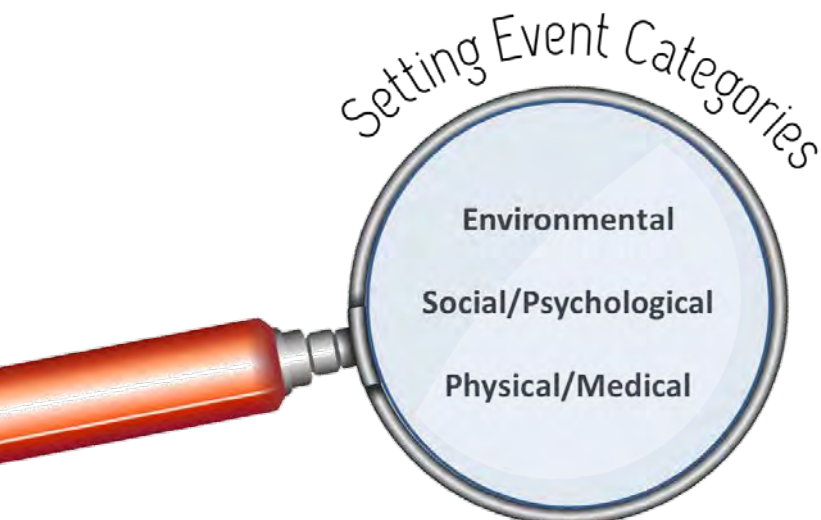 Setting Event Categories
Environmental
Social/Psychological
Physical/Medical